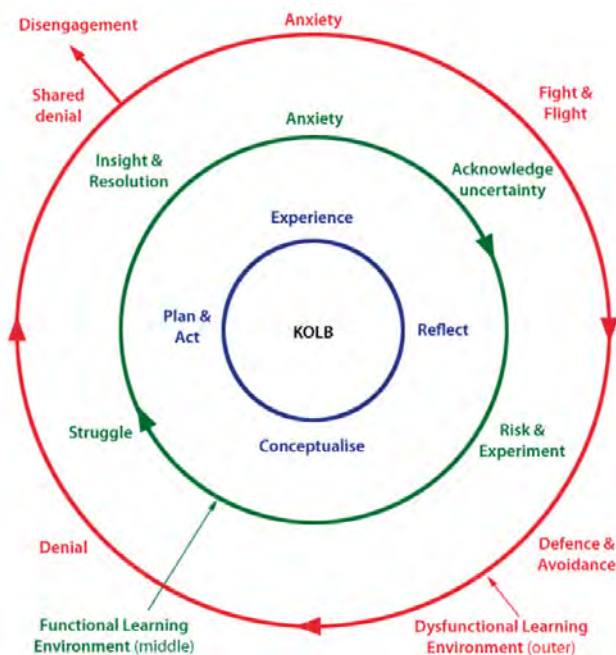 Disengagement
Anxiety
Shared
denial
Fight &
Flight
Anxiety
Insight &
Resolution
Acknowledge
uncertainty
Experience
Plan &
Act
KOLB
Reflect
Struggle
Conceptualise
Risk &
Experiment
Denial
Defence &
Avoidance
Functional Learning
Environment (middle)
Dysfunctional Learning
Environment (outer)